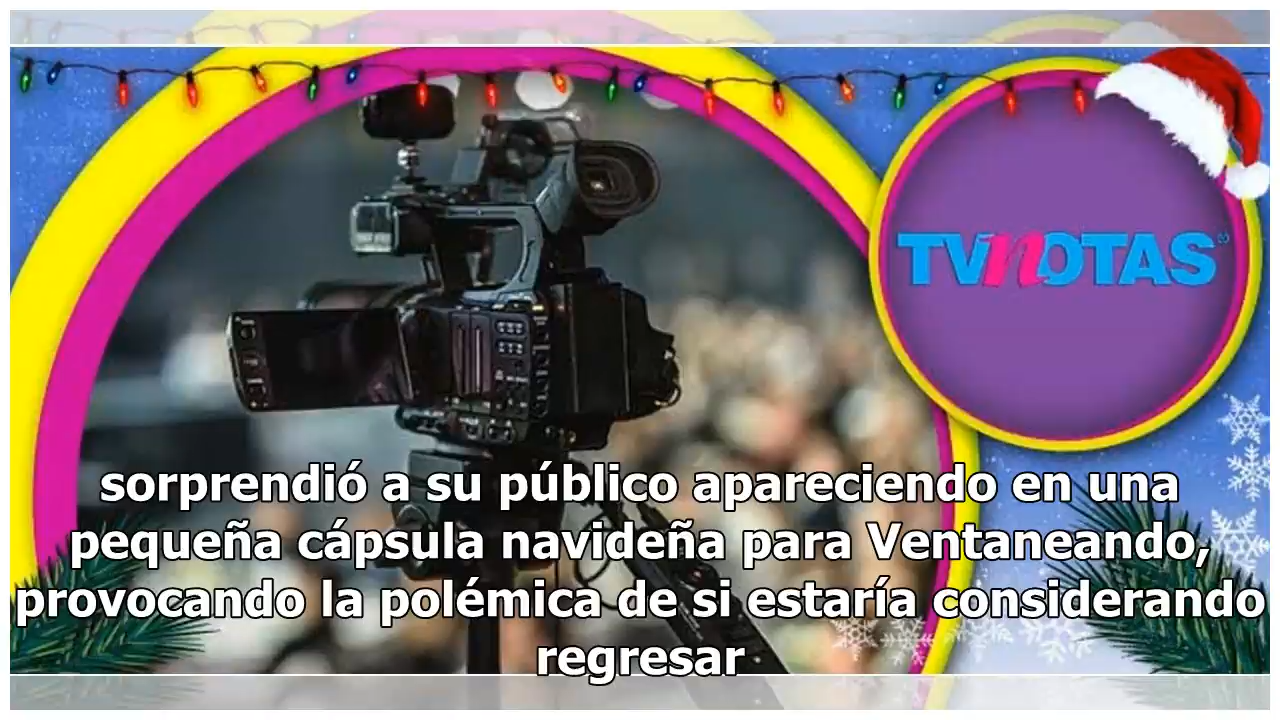 TVnOTAS
sorprendió a su público apareciendo en una
pequeña cápsula navideña para Ventaneando,
provocando la polémica de si estaría considerando
regresar